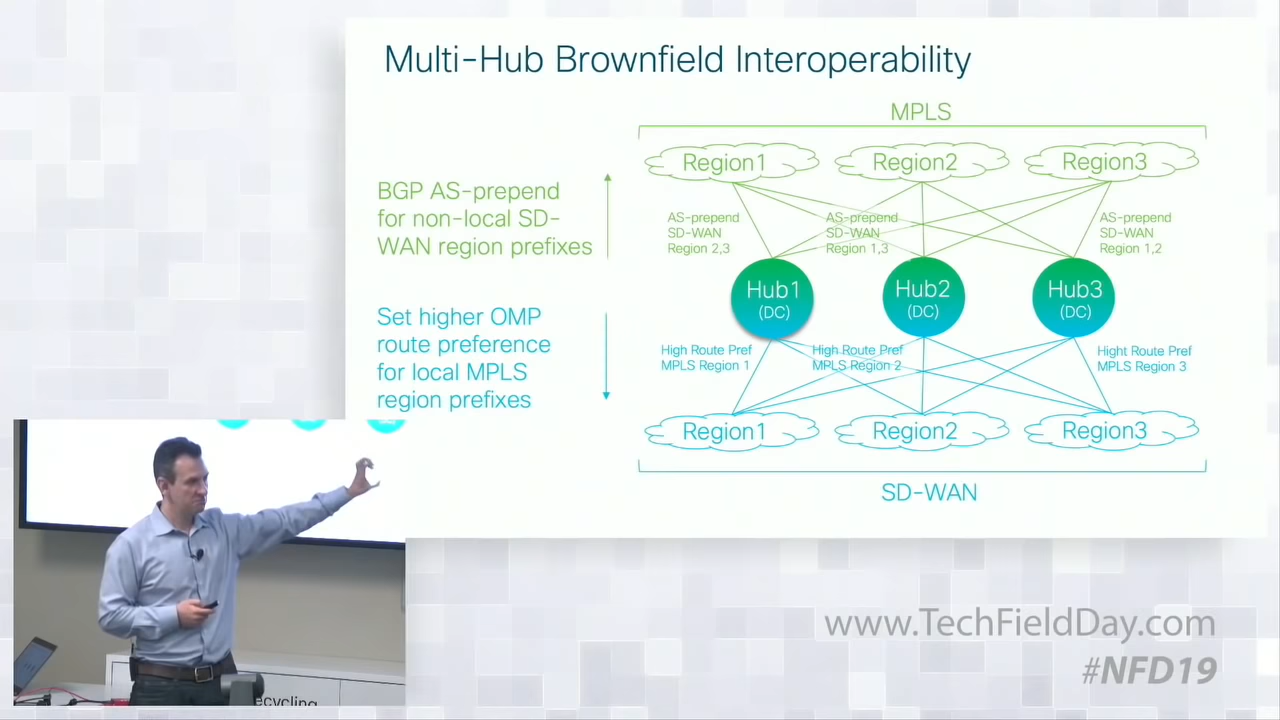 Multi-Hub Brownfield Interoperability
MPLS
Region1
Region2
Region3
BGP AS-prepend
for non-local SD-
WAN region prefixes
AS-prepend
SD-WAN
Region 2,3
AS-prepend
SD-WAN
Region 1,3
AS-prepend
SD-WAN
Region 1,2
Hub1
(DC)
Hub2
(DC)
Hub3
(DC)
Set higher OMP
route preference
for local MPLS
region prefixes
High Route Pref
MPLS Region 1
High Route Pref
MPLS Region 2
Hight Route Pref
MPLS Region 3
Region1
Region2
Region3
SD-WAN
ecycling
www.TechFieldDay.com
#NFD19